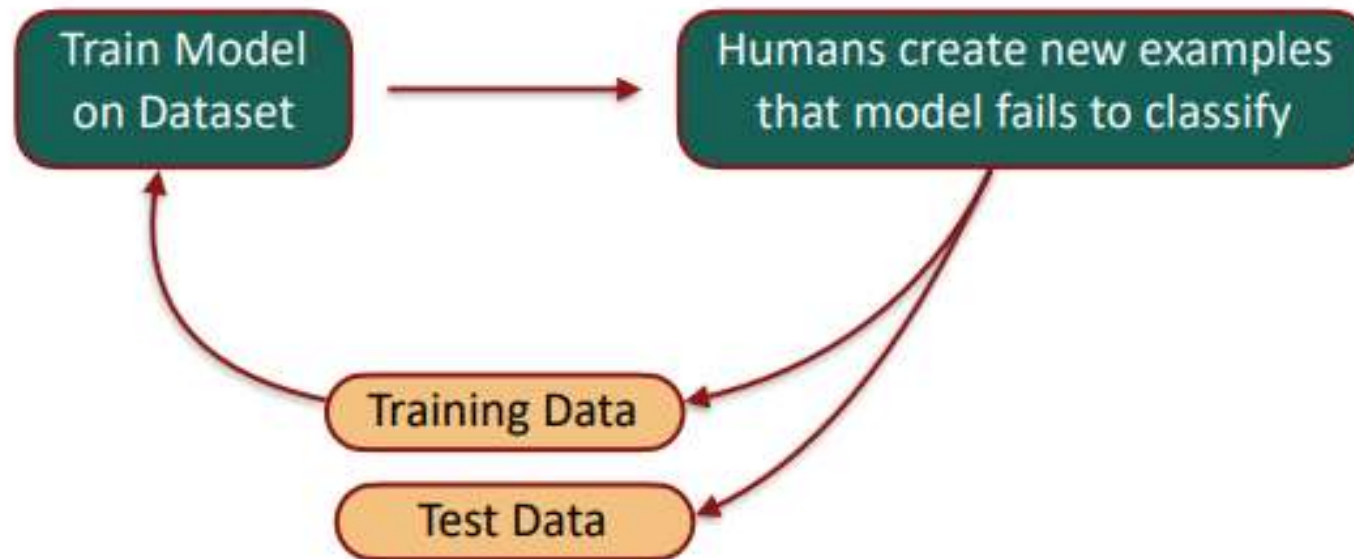 Train Model
on Dataset
Humans create new examples
that model fails to classify
Training Data
Test Data